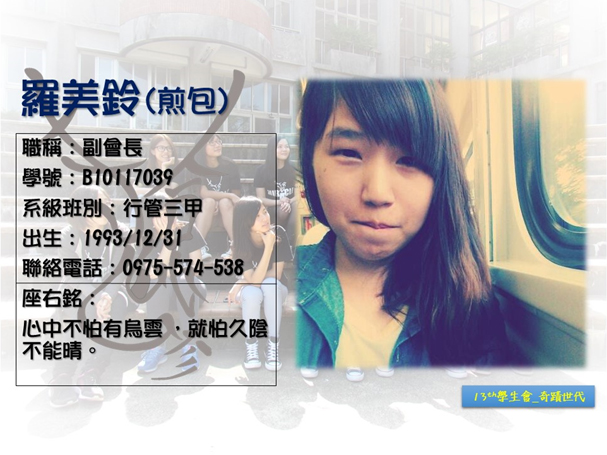 羅美鈴(煎包)
職稱：副會長
學號：B10117039
系級班別：行管三甲
出生：1993/12/31
聯絡電話：0975-574-538
座右銘：
心中不怕有烏雲，就怕久陰
不能晴。
13th學生會_奇蹟世代